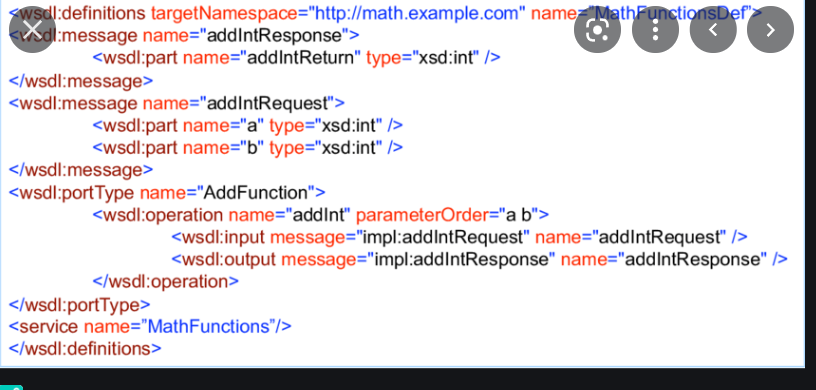 <wsdl:definitions targetNamespace="http://math.example.com" name="MathFunctionsDef">
<wsdl:message name="addIntResponse">
<wsdl:part name="addIntReturn" type="xsd:int" />
</wsdl:message>
<wsdl:message name="addIntRequest">
<wsdl:part name="a" type="xsd:int" />
<wsdl:part name="b" type="xsd:int" />
</wsdl:message>
<wsdl:portType name="AddFunction">
<wsdl:operation name="addInt" parameterOrder="a b">
<wsdl:input message="impl:addIntRequest" name="addIntRequest" />
<wsdl:output message="impl:addIntResponse" name="addIntResponse" />
</wsdl:operation>
</wsdl:portType>
<service name="MathFunctions"/>
</wsdl:definitions>